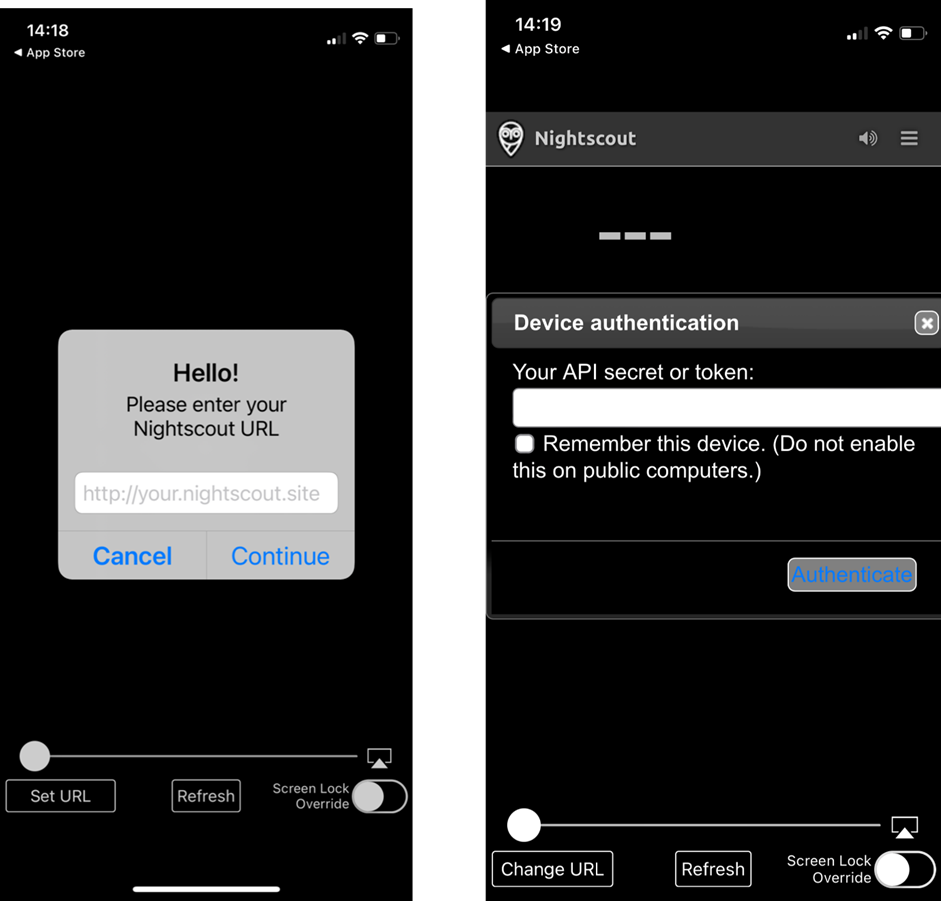 14:18
◀ App Store
Hello!
Please enter your
Nightscout URL
http://your.nightscout.site
Cancel
Continue
Set URL
Refresh
Screen Lock
Override
14:19
◀ App Store
Nightscout
---
Device authentication
Your API secret or token:
Remember this device. (Do not enable
this on public computers.)
Authenticate
Change URL
Refresh
Screen Lock
Override